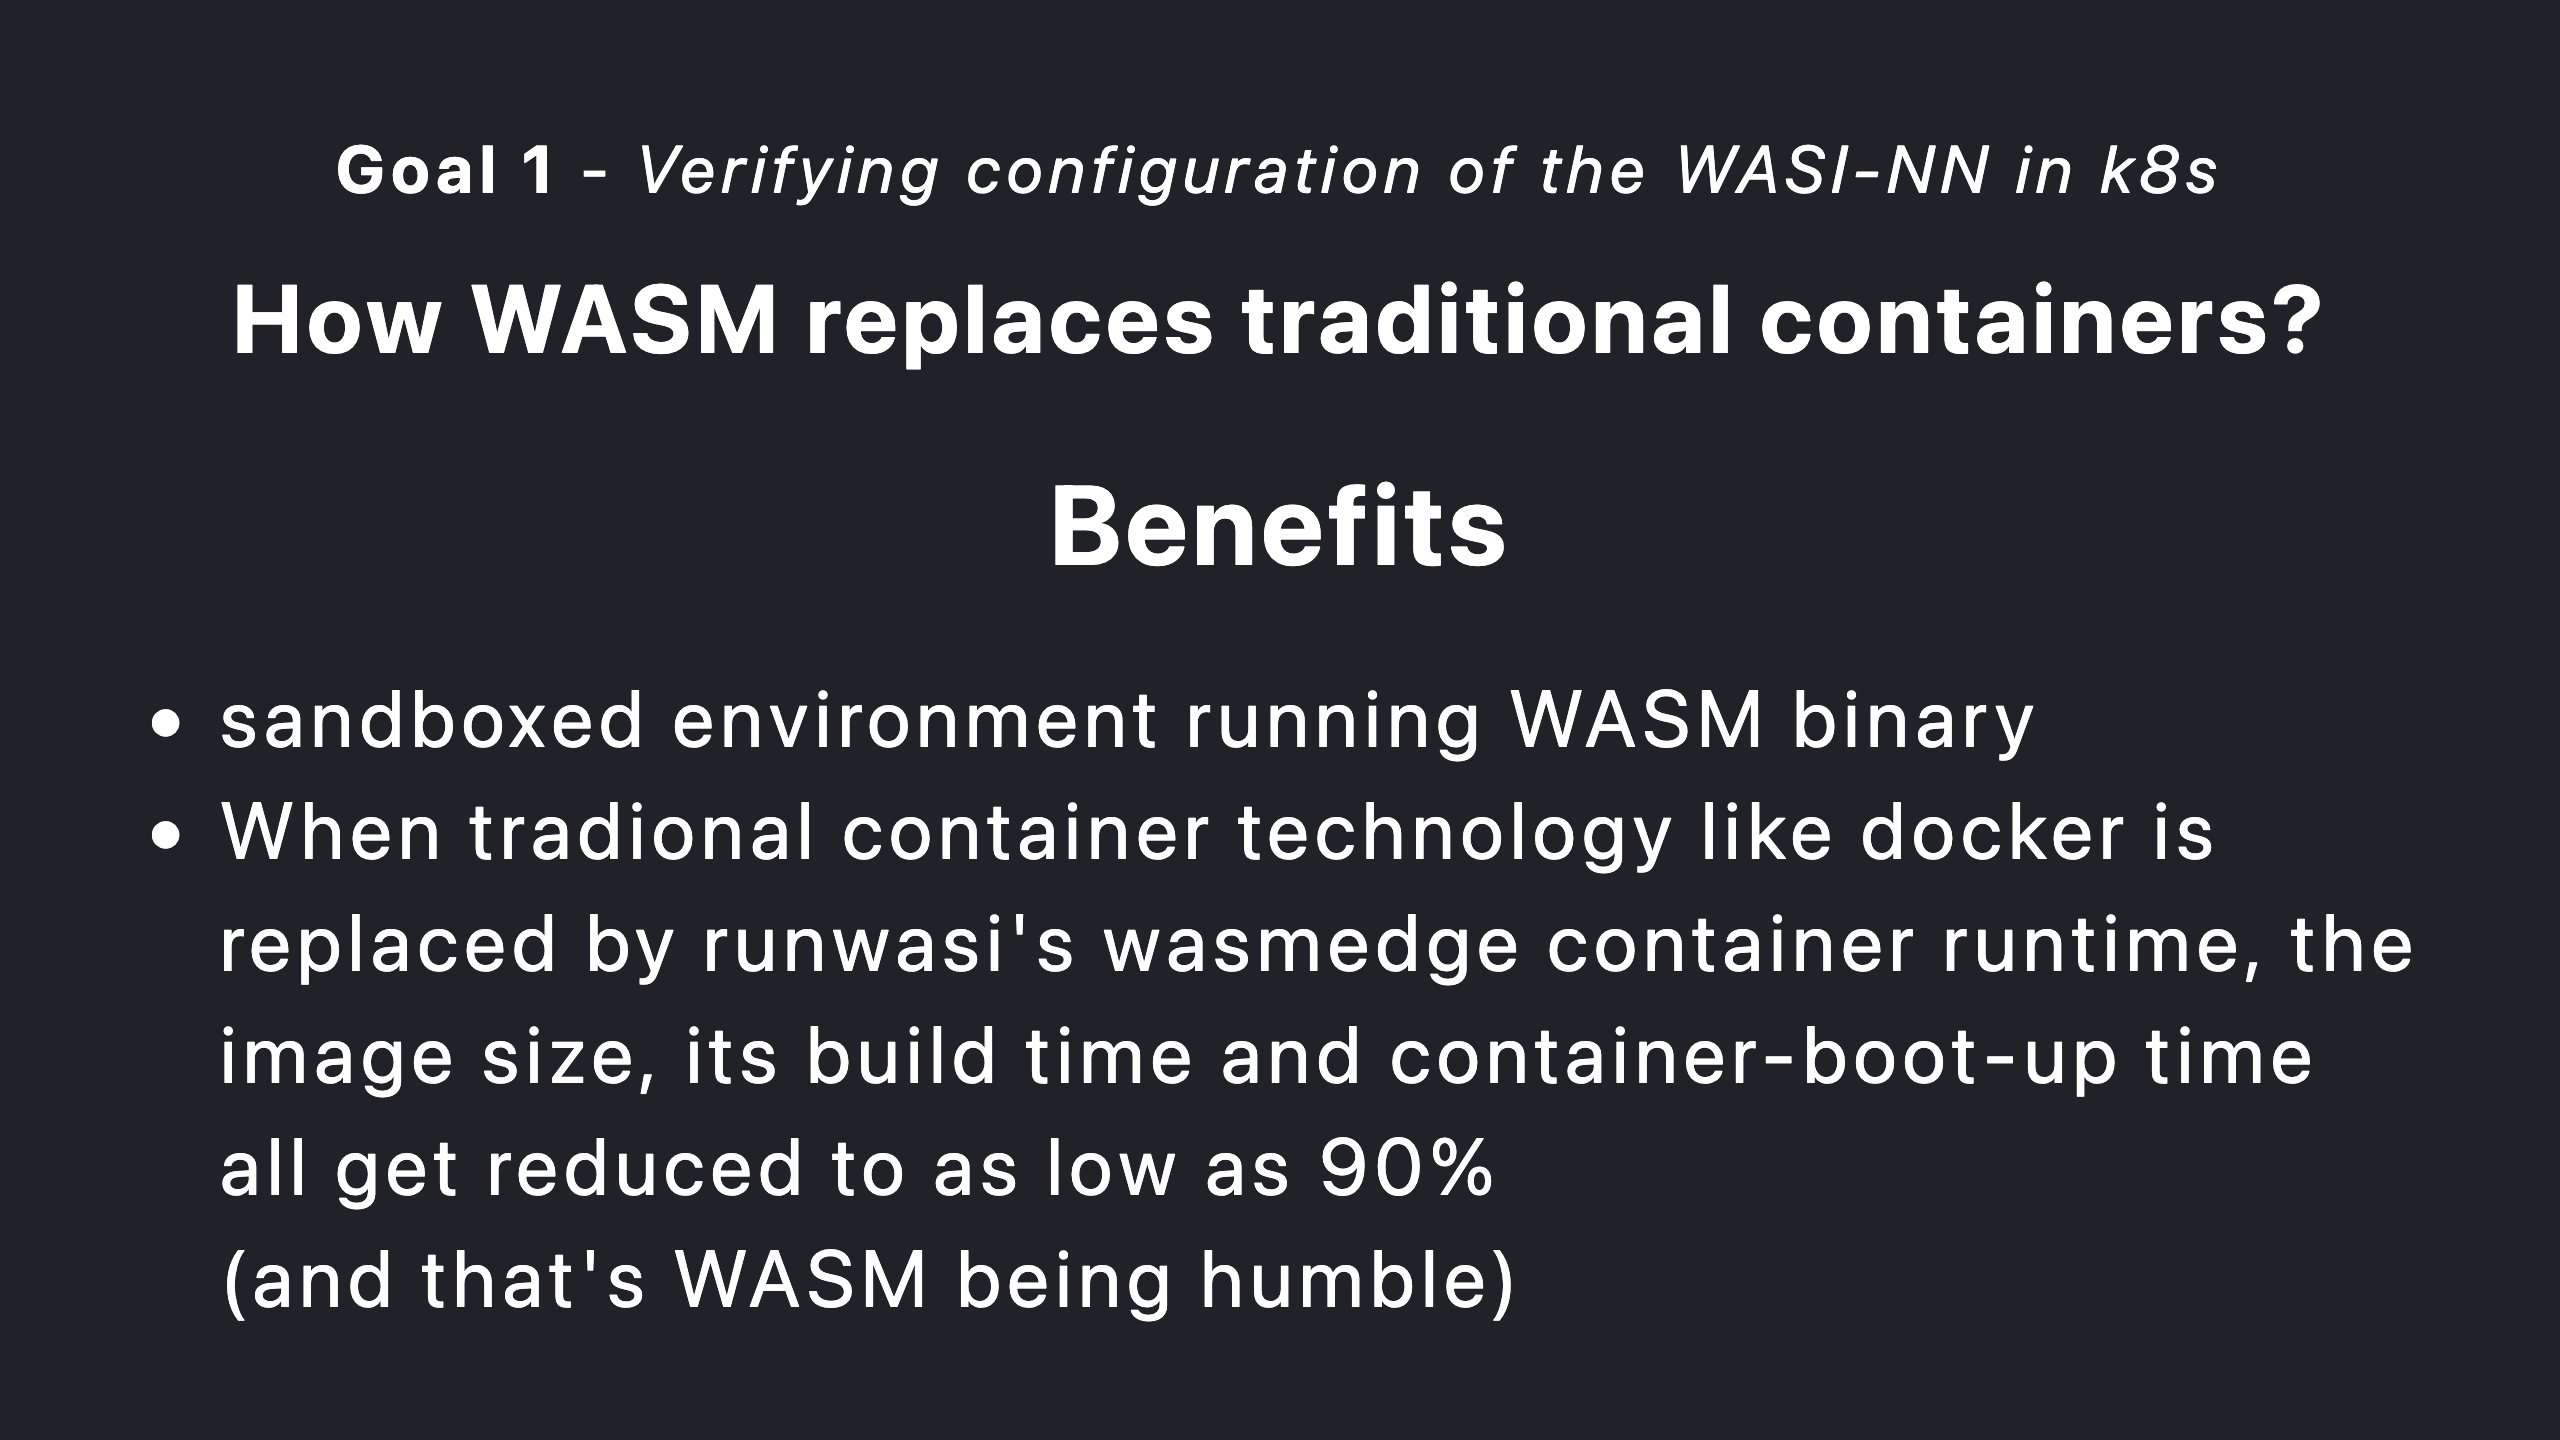 Goal 1 - Verifying configuration of the WASI-NN in k8s
How WASM replaces traditional containers?
Benefits
• sandboxed environment running WASM binary
• When tradional container technology like docker is
replaced by runwasi's wasmedge container runtime, the
image size, its build time and container-boot-up time
all get reduced to as low as 90%
(and that's WASM being humble)